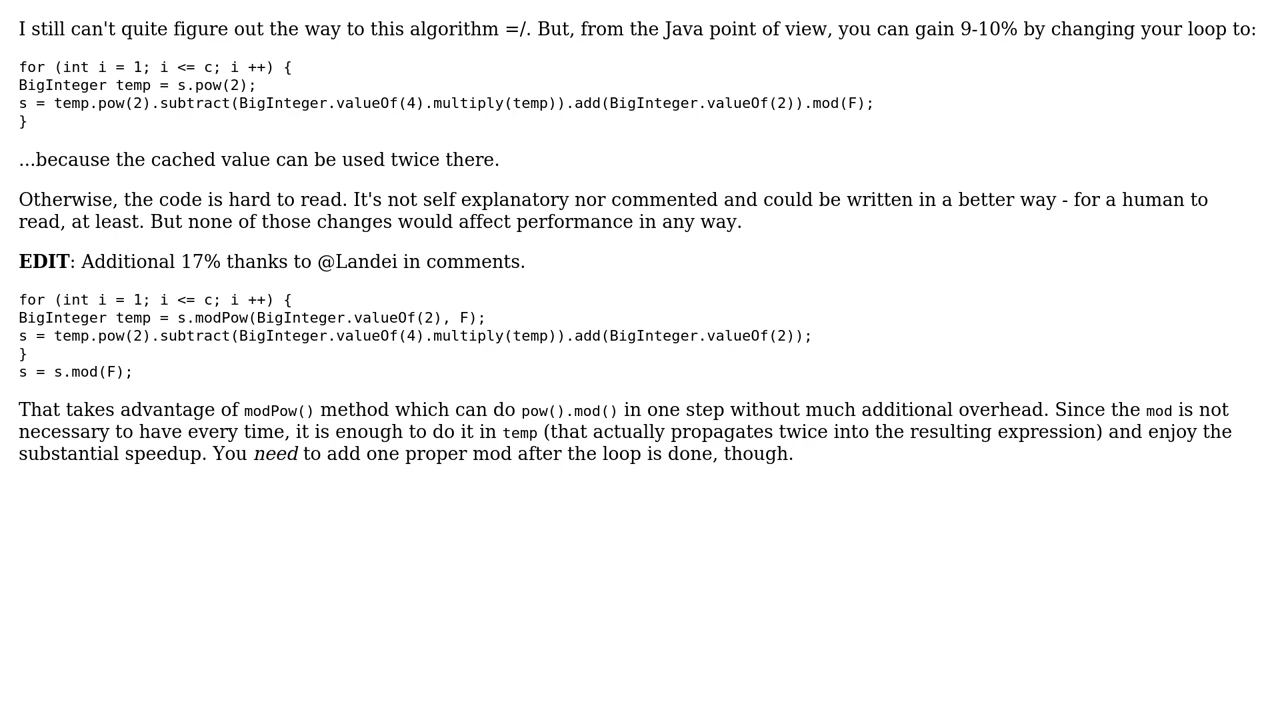 I still can't quite figure out the way to this algorithm =/. But, from the Java point of view, you can gain 9-10% by changing your loop to:
for (int i = 1; i <= c; i ++) {
BigInteger temp = s.pow(2);
s = temp.pow(2).subtract(BigInteger.valueOf(4).multiply(temp)).add(BigInteger.valueOf(2)).mod(F);
}
...because the cached value can be used twice there.
Otherwise, the code is hard to read. It's not self explanatory nor commented and could be written in a better way - for a human to
read, at least. But none of those changes would affect performance in any way.
EDIT: Additional 17% thanks to @Landei in comments.
for (int i = 1; i <= c; i ++) {
BigInteger temp = s.modPow(BigInteger.valueOf(2), F);
s = temp.pow(2).subtract(BigInteger.valueOf(4).multiply(temp)).add(BigInteger.valueOf(2));
}
s = s.mod(F);
That takes advantage of modPow() method which can do pow().mod() in one step without much additional overhead. Since the mod is not
necessary to have every time, it is enough to do it in temp (that actually propagates twice into the resulting expression) and enjoy the
substantial speedup. You need to add one proper mod after the loop is done, though.